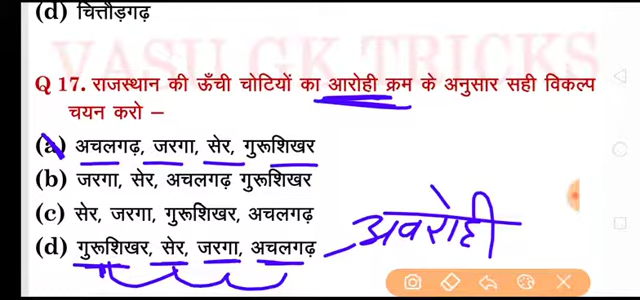 (d) चित्तौड़गढ़
VASU GK TRICKS
Q 17. राजस्थान की ऊँची चोटियों का आरोही क्रम के अनुसार सही विकल्प
चयन करो –
(a) अचलगढ़, जरगा, सेर, गुरूशिखर
(b) जरगा, सेर, अचलगढ़ गुरूशिखर
(c) सेर, जरगा, गुरूशिखर, अचलगढ़
(d) गुरूशिखर, सेर, जरगा, अचलगढ़
अवरोही